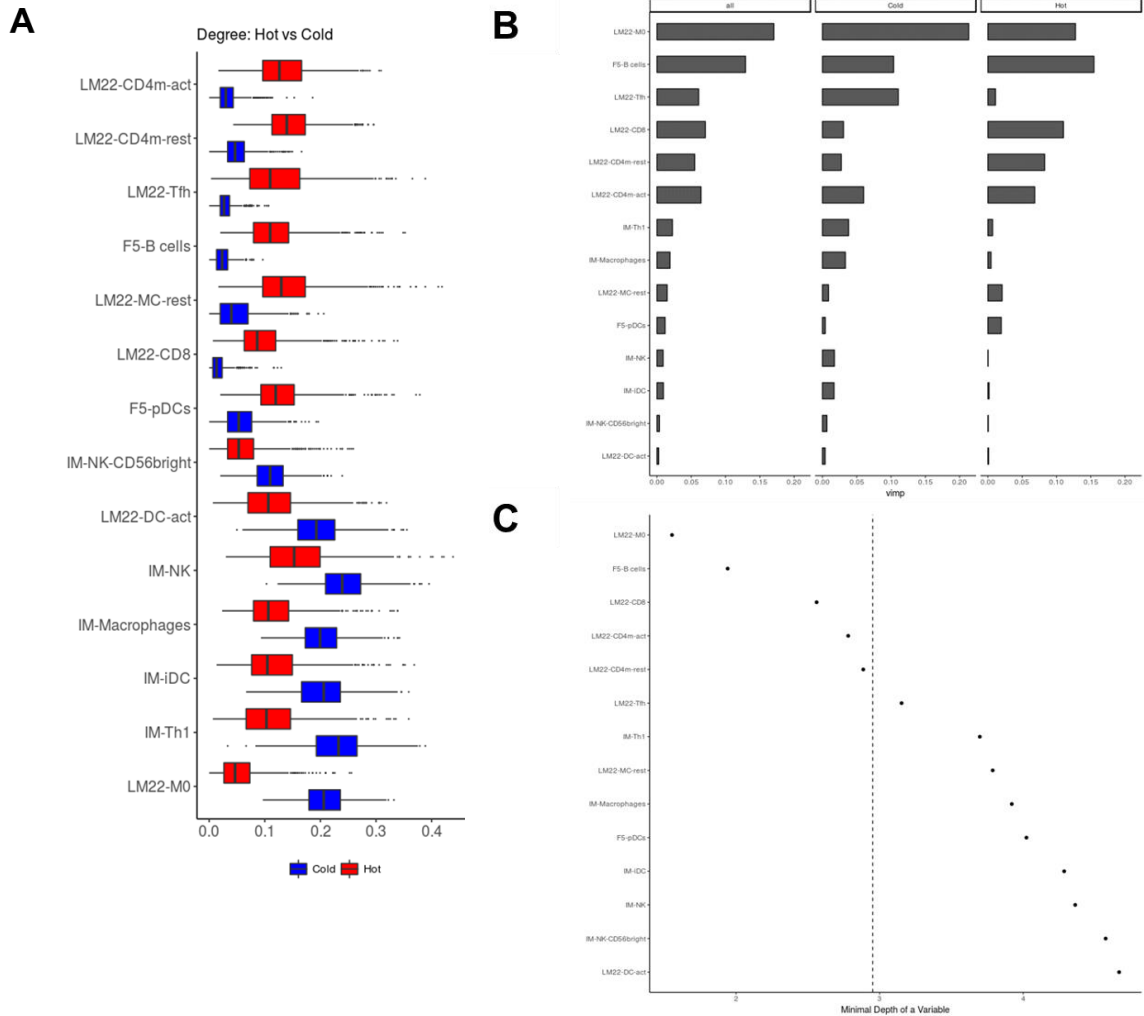 A
Degree: Hot vs Cold
LM22-CD4m-act
LM22-CD4m-rest
LM22-Tfh
F5-B cells
LM22-MC-rest
LM22-CD8
F5-pDCs
IM-NK-CD56bright
LM22-DC-act
IM-NK
IM-Macrophages
IM-iDC
IM-Th1
LM22-M0
0.0 0.1 0.2 0.3 0.4
Cold Hot
B
all Cold Hot
LM22-M0
F5-B cells
LM22-Tfh
LM22-CD8
LM22-CD4m-rest
LM22-CD4m-act
IM-Th1
IM-Macrophages
LM22-MC-rest
F5-pDCs
IM-NK
IM-iDC
IM-NK-CD56bright
LM22-DC-act
0.00 0.05 0.10 0.15 0.20 0.00 0.05 0.10 0.15 0.20 0.00 0.05 0.10 0.15 0.20
vimp
C
LM22-M0
F5-B cells
LM22-CD8
LM22-CD4m-act
LM22-CD4m-rest
LM22-Tfh
IM-Th1
LM22-MC-rest
IM-Macrophages
F5-pDCs
IM-iDC
IM-NK
IM-NK-CD56bright
LM22-DC-act
2 3 4
Minimal Depth of a Variable